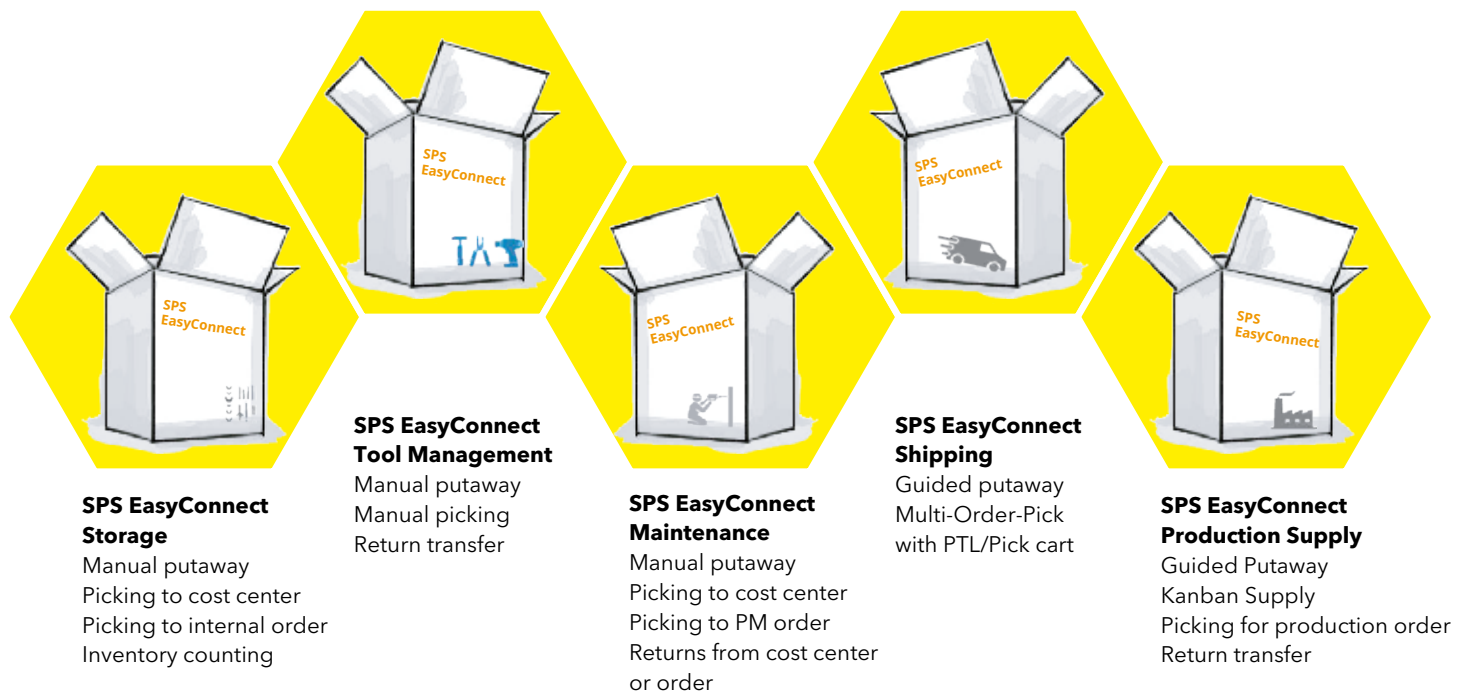 SPS
EasyConnect
SPS EasyConnect
Storage
Manual putaway
Picking to cost center
Picking to internal order
Inventory counting
SPS
EasyConnect
SPS EasyConnect
Tool Management
Manual putaway
Manual picking
Return transfer
SPS
EasyConnect
SPS EasyConnect
Maintenance
Manual putaway
Picking to cost center
Picking to PM order
Returns from cost center
or order
SPS
EasyConnect
SPS EasyConnect
Shipping
Guided putaway
Multi-Order-Pick
with PTL/Pick cart
SPS
EasyConnect
SPS EasyConnect
Production Supply
Guided Putaway
Kanban Supply
Picking for production order
Return transfer